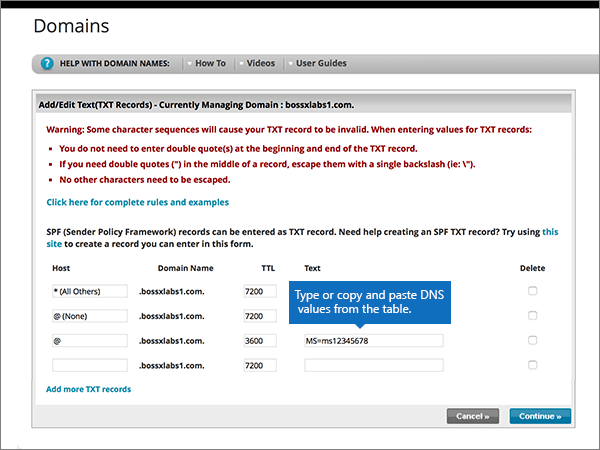 Domains
? HELP WITH DOMAIN NAMES: How To Videos User Guides
Add/Edit Text(TXT Records) - Currently Managing Domain : bossxlabs1.com.
Warning: Some character sequences will cause your TXT record to be invalid. When entering values for TXT records:
• You do not need to enter double quote(s) at the beginning and end of the TXT record.
• If you need double quotes (") in the middle of a record, escape them with a single backslash (ie: \").
• No other characters need to be escaped.
Click here for complete rules and examples
SPF (Sender Policy Framework) records can be entered as TXT record. Need help creating an SPF TXT record? Try using this
site to create a record you can enter in this form.
Host Domain Name TTL Text Delete
* (All Others) .bossxlabs1.com. 7200
Type or copy and paste DNS
values from the table.
@ (None) .bossxlabs1.com. 7200
@ .bossxlabs1.com. 3600 MS=ms12345678
.bossxlabs1.com. 7200
Add more TXT records
Cancel » Continue »